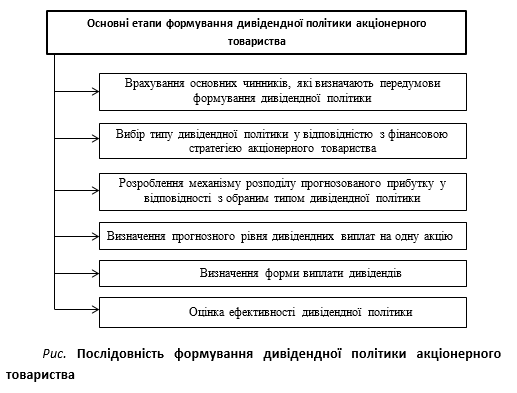 Основні етапи формування дивідендної політики акціонерного
товариства
Врахування основних чинників, які визначають передумови
формування дивідендної політики
Вибір типу дивідендної політики у відповідністю з фінансовою
стратегією акціонерного товариства
Розроблення механізму розподілу прогнозованого прибутку у
відповідності з обраним типом дивідендної політики
Визначення прогнозного рівня дивідендних виплат на одну акцію
Визначення форми виплати дивідендів
Оцінка ефективності дивідендної політики
Рис. Послідовність формування дивідендної політики акціонерного
товариства